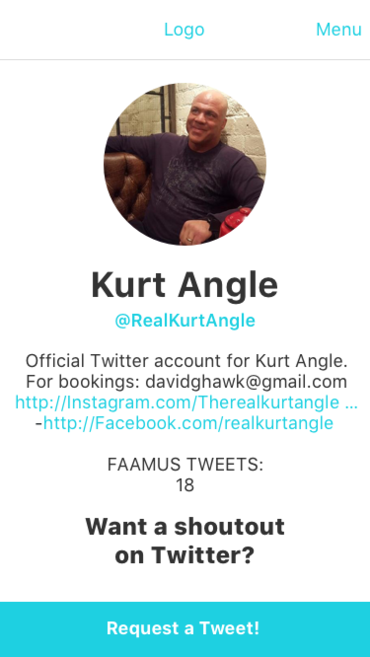 Logo
Menu
Kurt Angle
@RealKurtAngle
Official Twitter account for Kurt Angle.
For bookings: davidghawk@gmail.com
http://Instagram.com/Therealkurtangle ...
-http://Facebook.com/realkurtangle
FAAMUS TWEETS:
18
Want a shoutout
on Twitter?
Request a Tweet!